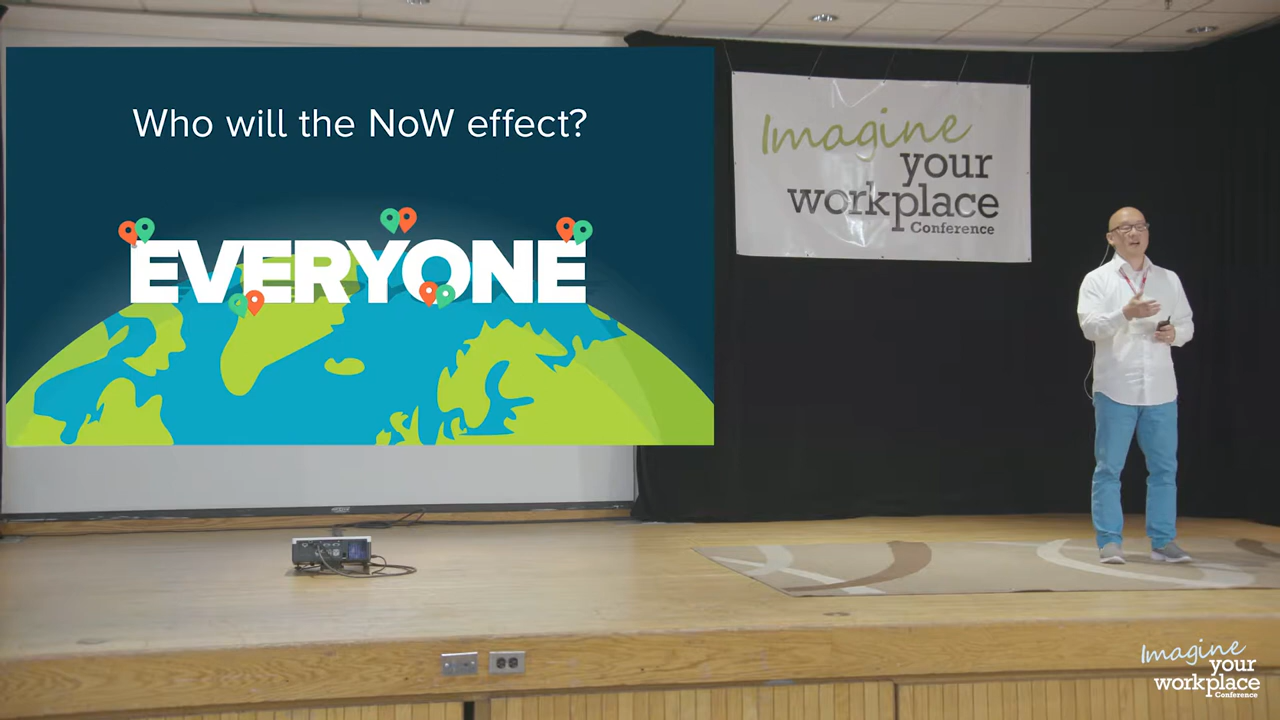 Who will the NoW effect?
EVERYONE
Imagine
your
workplace
Conference
Imagine
your
workplace
Conference